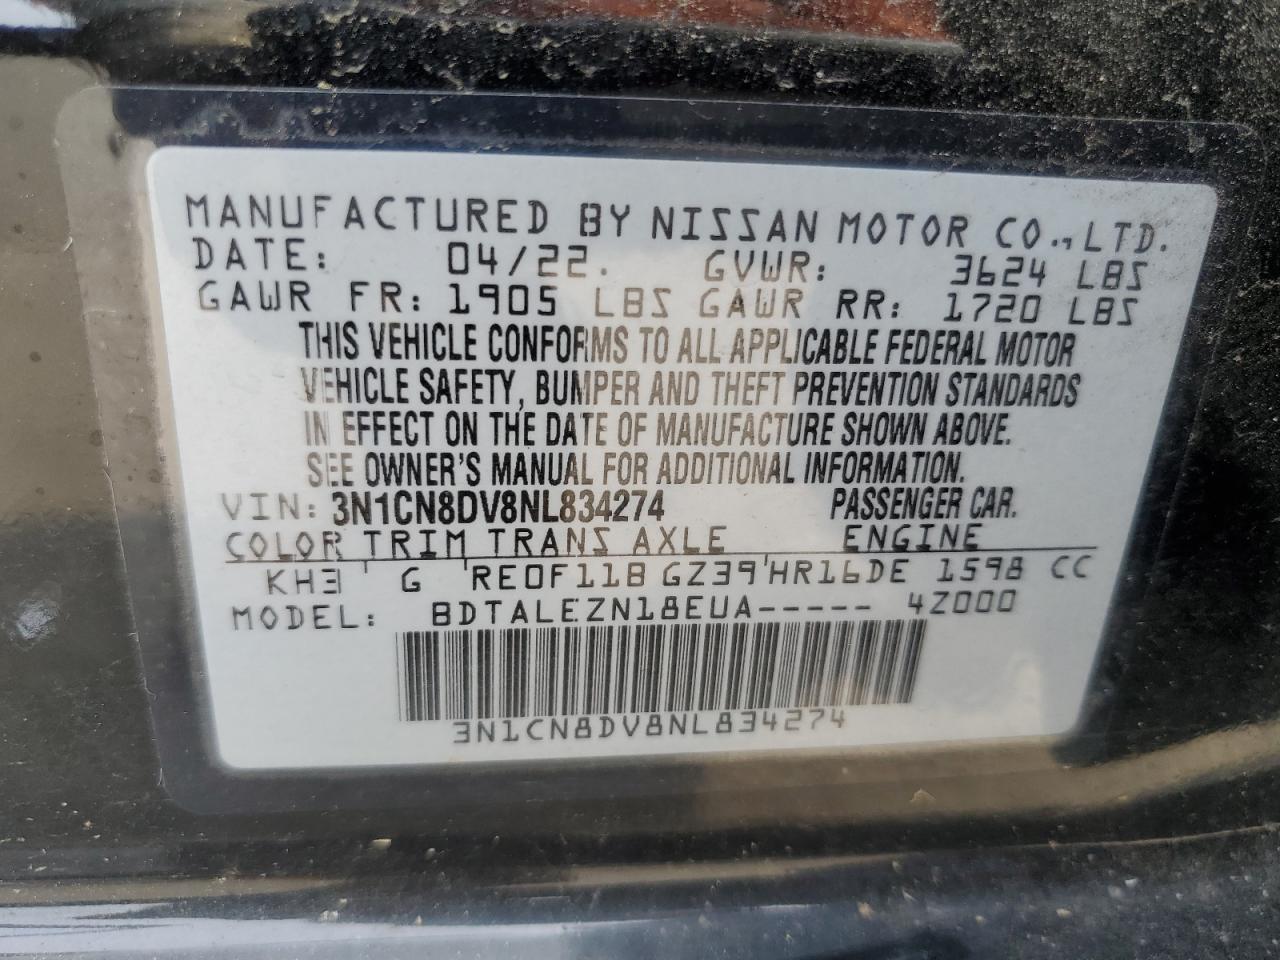 MANUFACTURED BY NISSAN MOTOR CO., LTD.
DATE: 04/22. GVWR: 3624 LBS
GAWR FR: 1905 LBS GAWR RR: 1720 LBS
THIS VEHICLE CONFORMS TO ALL APPLICABLE FEDERAL MOTOR
VEHICLE SAFETY, BUMPER AND THEFT PREVENTION STANDARDS
IN EFFECT ON THE DATE OF MANUFACTURE SHOWN ABOVE.
SEE OWNER'S MANUAL FOR ADDITIONAL INFORMATION.
VIN: 3N1CN8DV8NL834274 PASSENGER CAR.
COLOR TRIM TRANS AXLE ENGINE
KH3 G RE0F11B GZ39 HR16DE 1598 CC
MODEL: BDTALEZN18EUA----- 4Z000
3N1CN8DV8NL834274